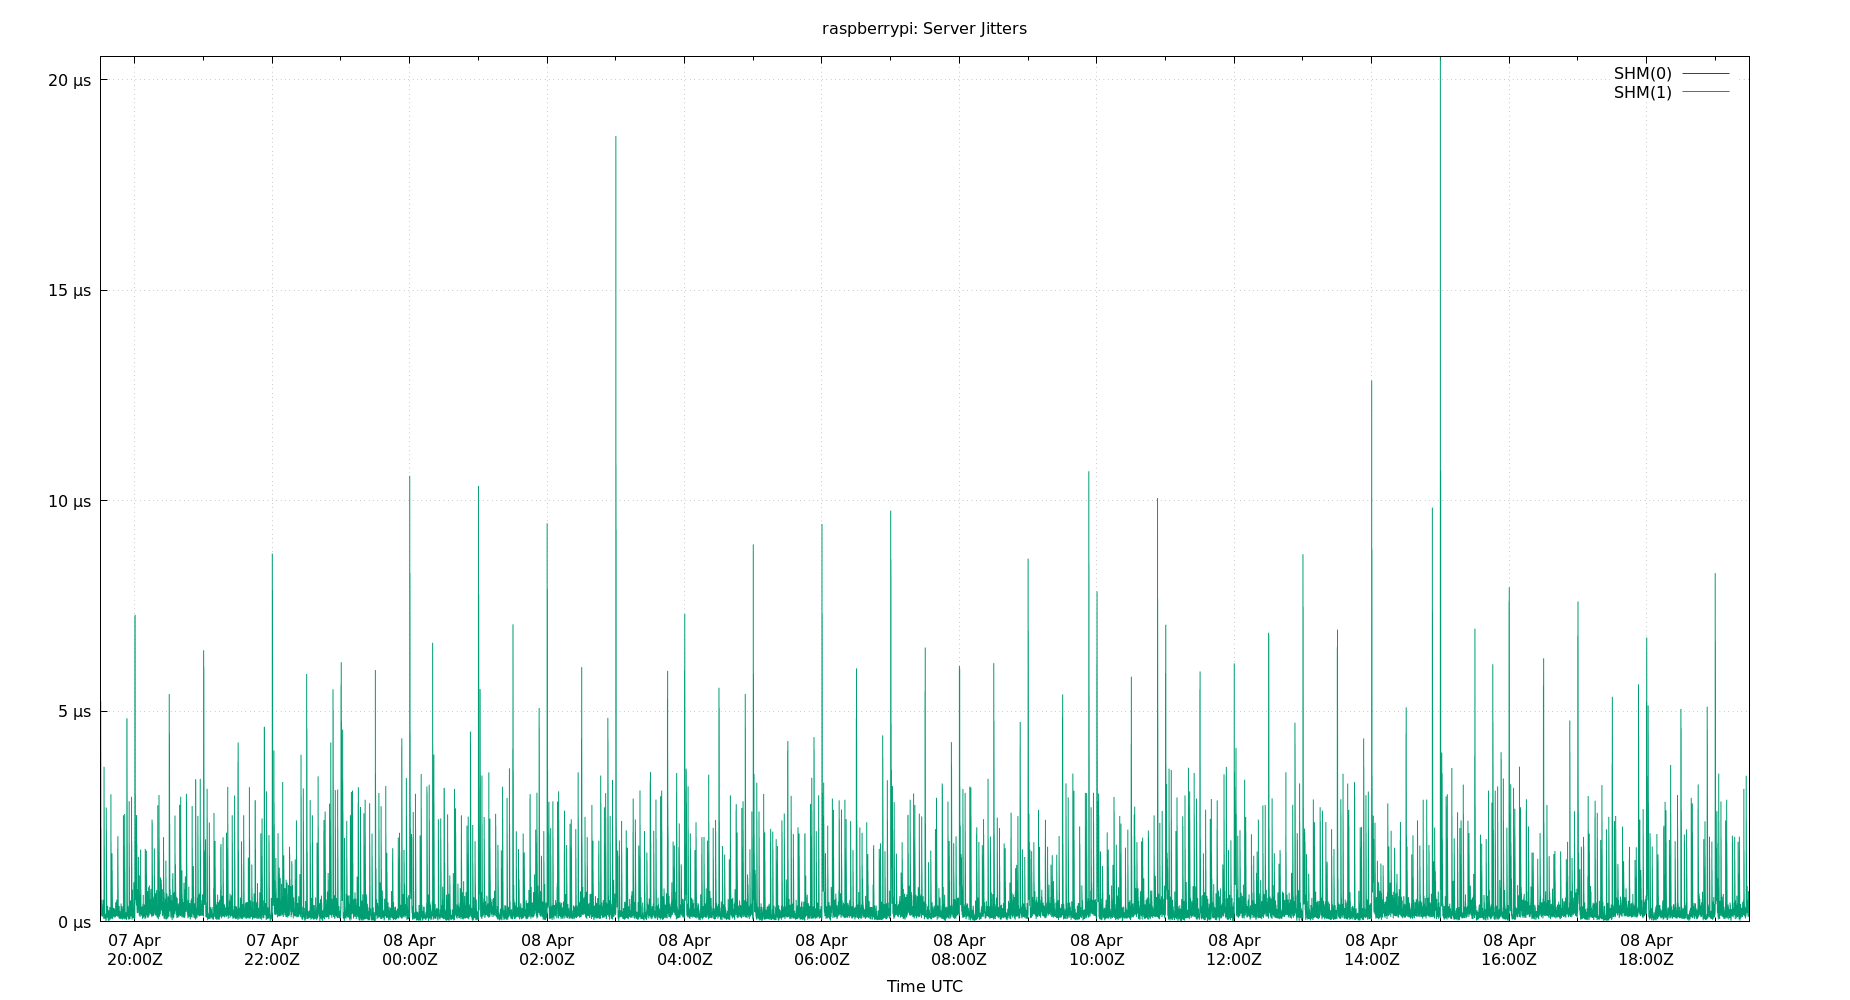 raspberrypi: Server Jitters
SHM(0)
SHM(1)
20 µs
15 µs
10 µs
5 µs
0 µs
07 Apr 07 Apr 08 Apr 08 Apr 08 Apr 08 Apr 08 Apr 08 Apr 08 Apr 08 Apr 08 Apr 08 Apr
20:00Z 22:00Z 00:00Z 02:00Z 04:00Z 06:00Z 08:00Z 10:00Z 12:00Z 14:00Z 16:00Z 18:00Z
Time UTC